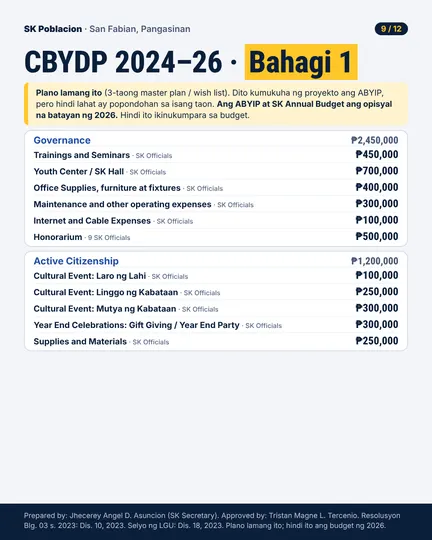 SK Poblacion · San Fabian, Pangasinan
9 / 12
CBYDP 2024–26 · Bahagi 1
Plano lamang ito (3-taong master plan / wish list). Dito kumukuha ng proyekto ang ABYIP,
pero hindi lahat ay popondohan sa isang taon. Ang ABYIP at SK Annual Budget ang opisyal
na batayan ng 2026. Hindi ito ikinukumpara sa budget.
Governance ₱2,450,000
Trainings and Seminars · SK Officials ₱450,000
Youth Center / SK Hall · SK Officials ₱700,000
Office Supplies, furniture at fixtures · SK Officials ₱400,000
Maintenance and other operating expenses · SK Officials ₱300,000
Internet and Cable Expenses · SK Officials ₱100,000
Honorarium · 9 SK Officials ₱500,000
Active Citizenship ₱1,200,000
Cultural Event: Laro ng Lahi · SK Officials ₱100,000
Cultural Event: Linggo ng Kabataan · SK Officials ₱250,000
Cultural Event: Mutya ng Kabataan · SK Officials ₱300,000
Year End Celebrations: Gift Giving / Year End Party · SK Officials ₱300,000
Supplies and Materials · SK Officials ₱250,000
Prepared by: Jhecerey Angel D. Asuncion (SK Secretary). Approved by: Tristan Magne L. Tercenio. Resolusyon
Blg. 03 s. 2023: Dis. 10, 2023. Selyo ng LGU: Dis. 18, 2023. Plano lamang ito; hindi ito ang budget ng 2026.